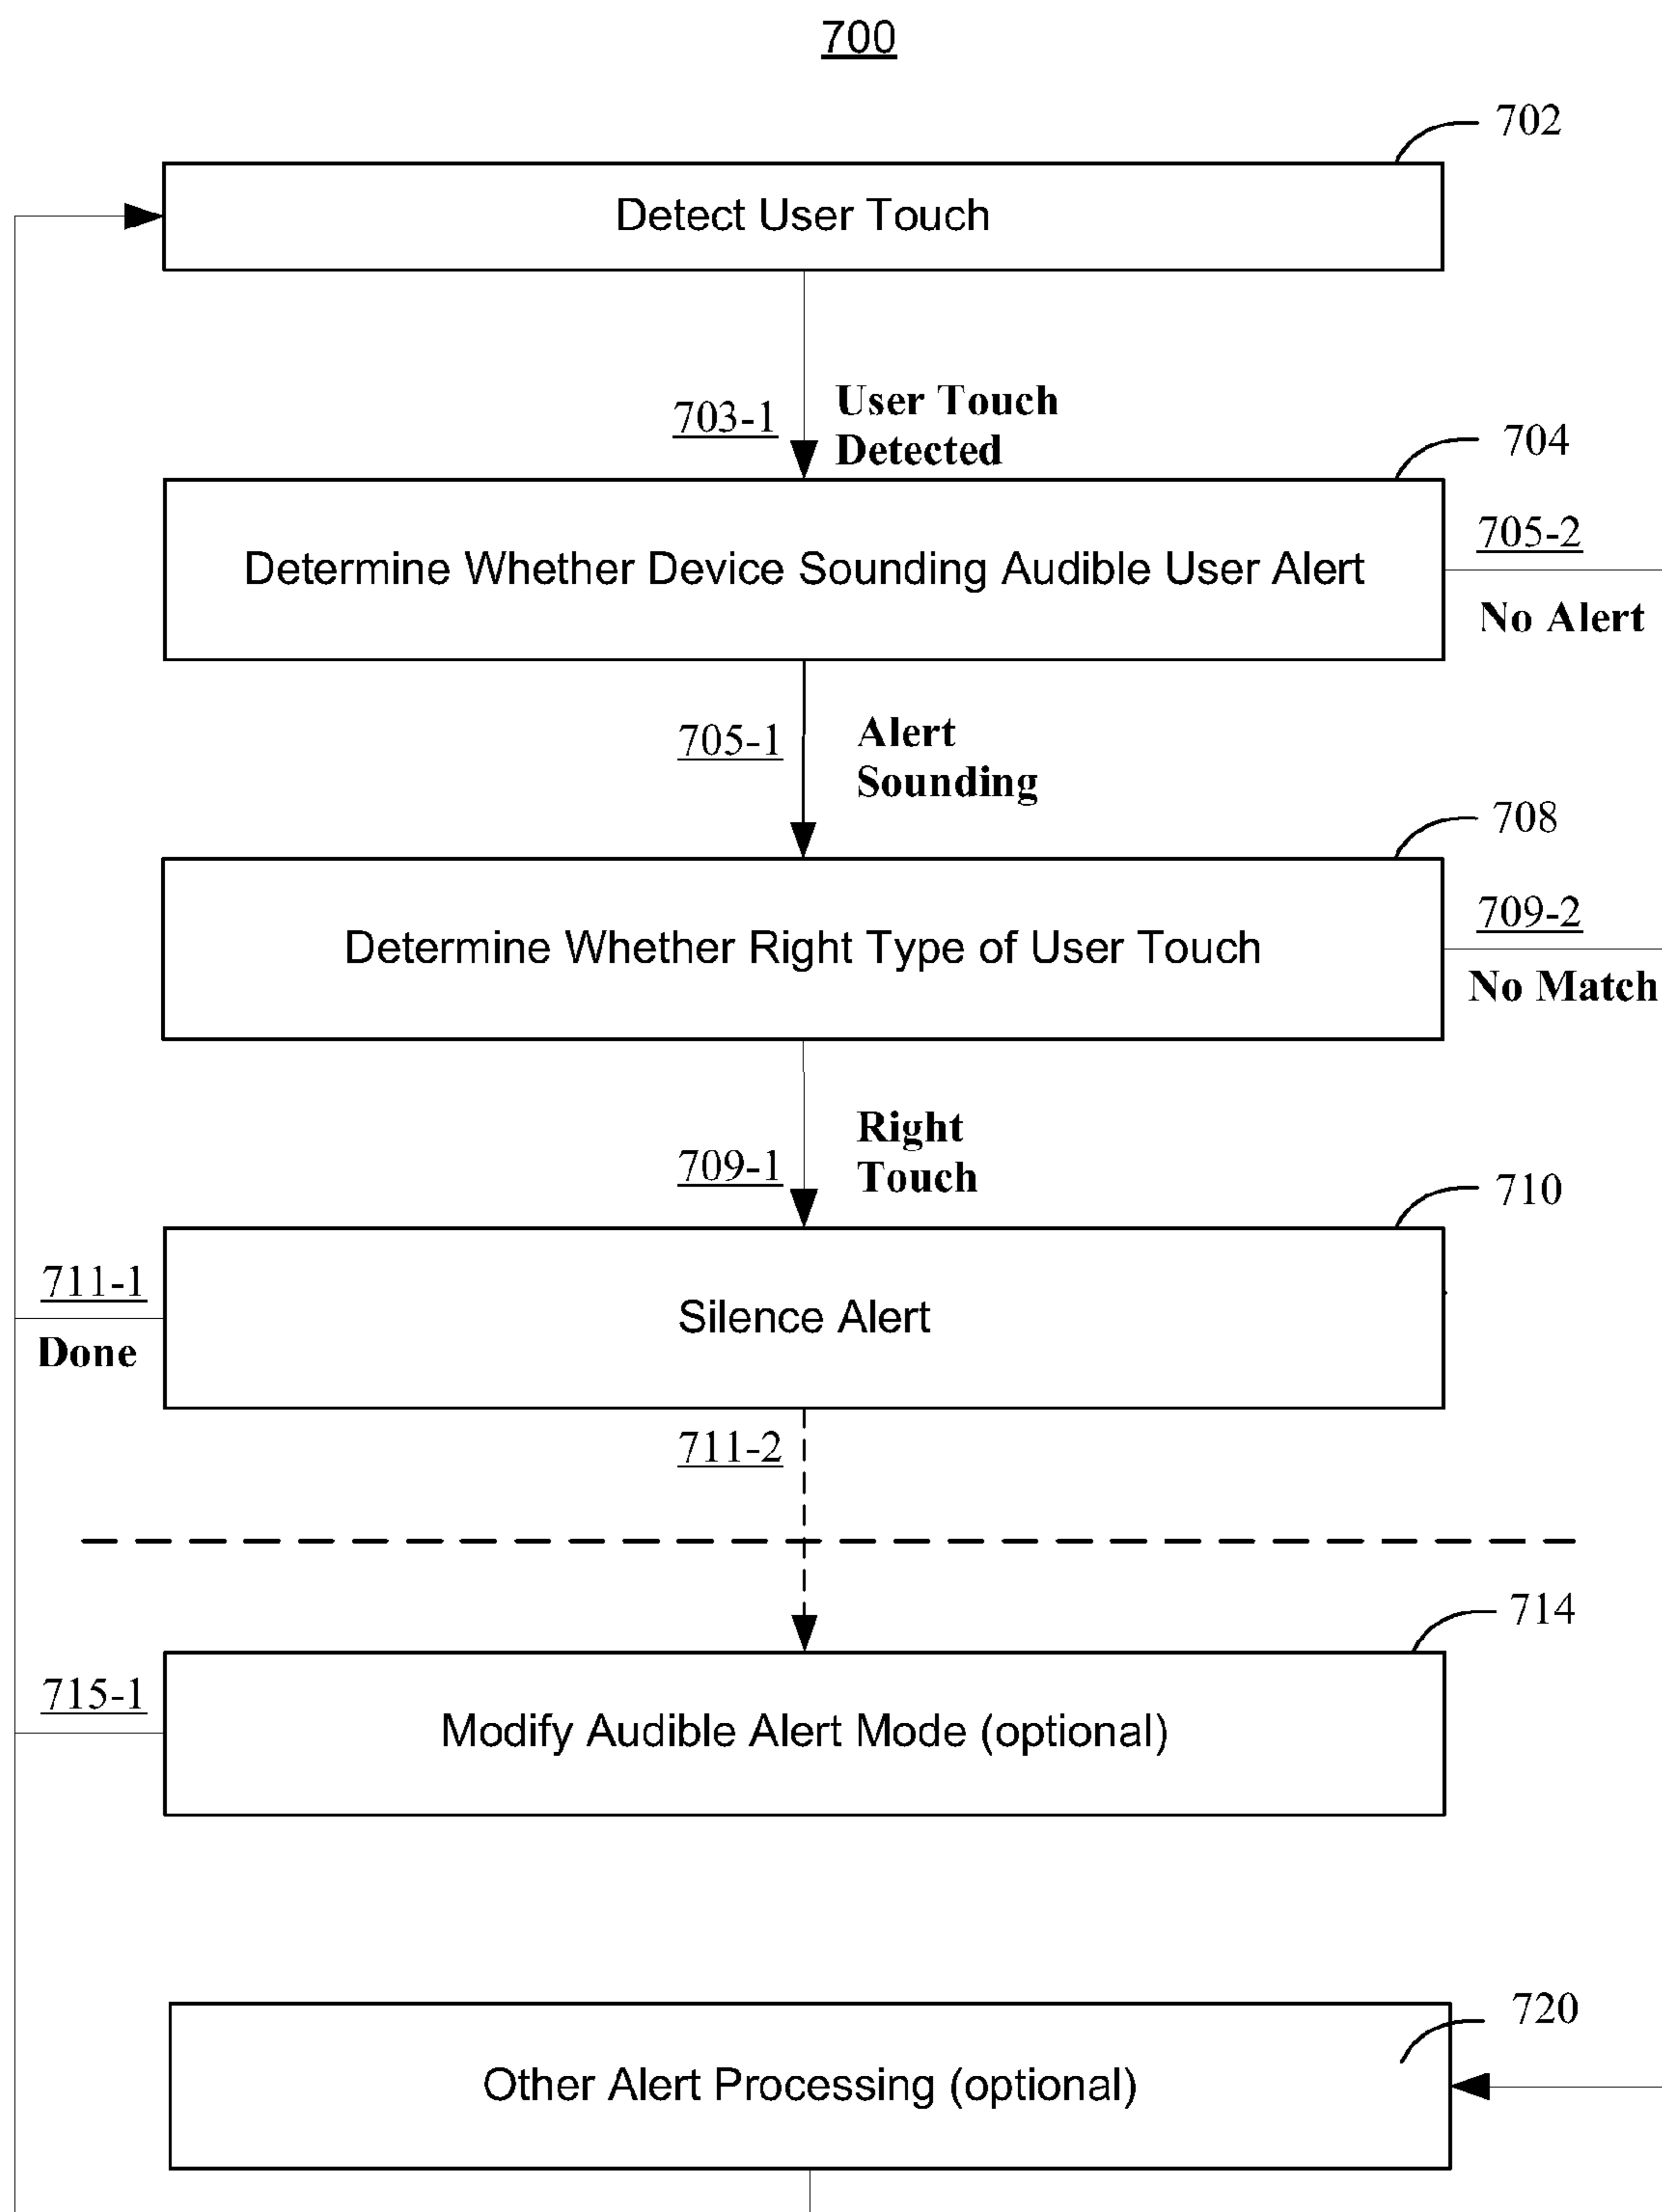 700
702
Detect User Touch
703-1
User Touch
Detected
704
Determine Whether Device Sounding Audible User Alert
705-2
No Alert
705-1
Alert
Sounding
708
Determine Whether Right Type of User Touch
709-2
No Match
709-1
Right
Touch
710
Silence Alert
711-1
Done
711-2
714
Modify Audible Alert Mode (optional)
715-1
720
Other Alert Processing (optional)